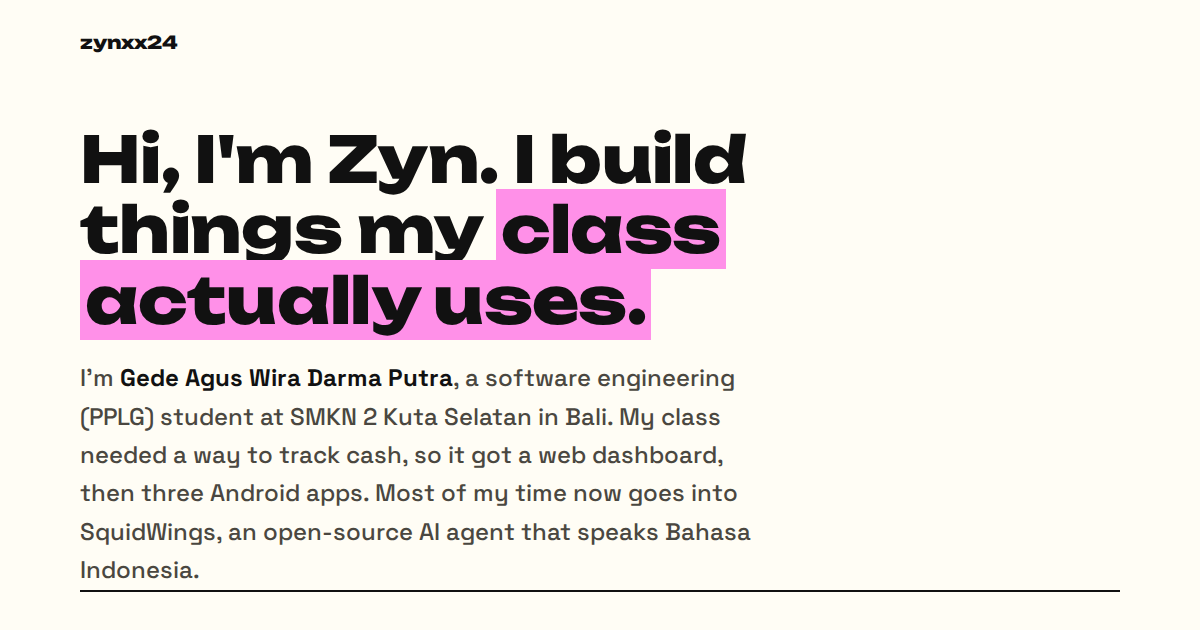 zynxx24
Hi, I'm Zyn. I build
things my class
actually uses.
I’m Gede Agus Wira Darma Putra, a software engineering
(PPLG) student at SMKN 2 Kuta Selatan in Bali. My class
needed a way to track cash, so it got a web dashboard,
then three Android apps. Most of my time now goes into
SquidWings, an open-source AI agent that speaks Bahasa
Indonesia.